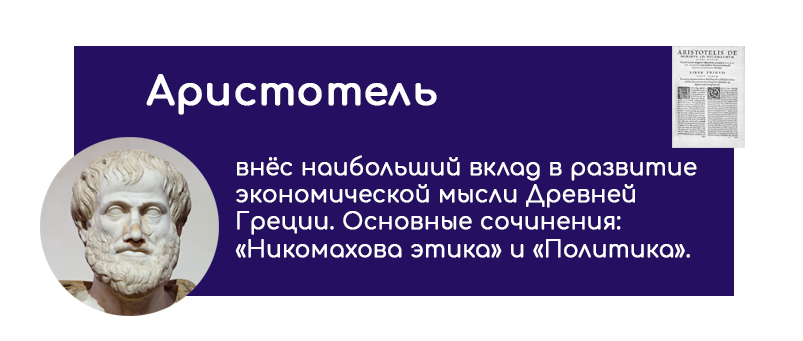 Аристотель
ARISTOTELIS DE
внёс наибольший вклад в развитие
экономической мысли Древней
Греции. Основные сочинения:
«Никомахова этика» и «Политика».